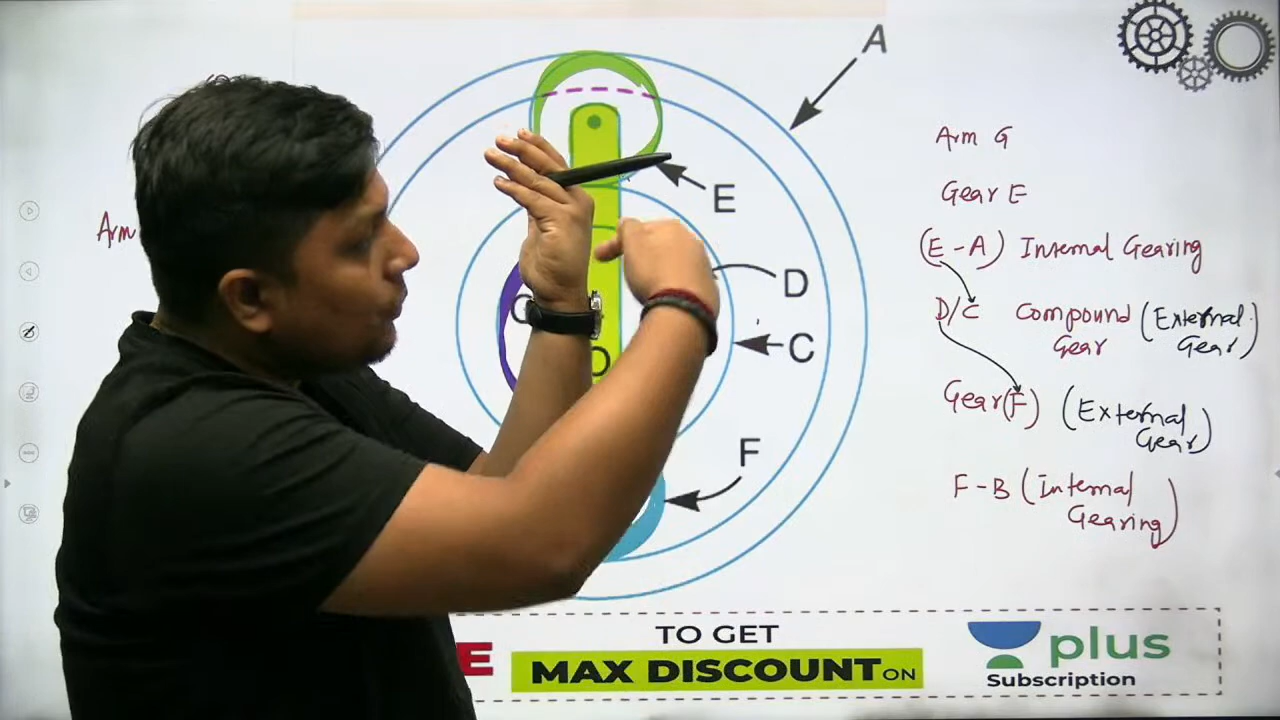 A
Arm G
Gear E
E
(E - A) Internal Gearing
Arm
D
D/C Compound Gear (External Gear)
C
O
Gear(F) (External Gear)
F
F - B (Internal Gearing)
E
TO GET
MAX DISCOUNT ON
plus
Subscription